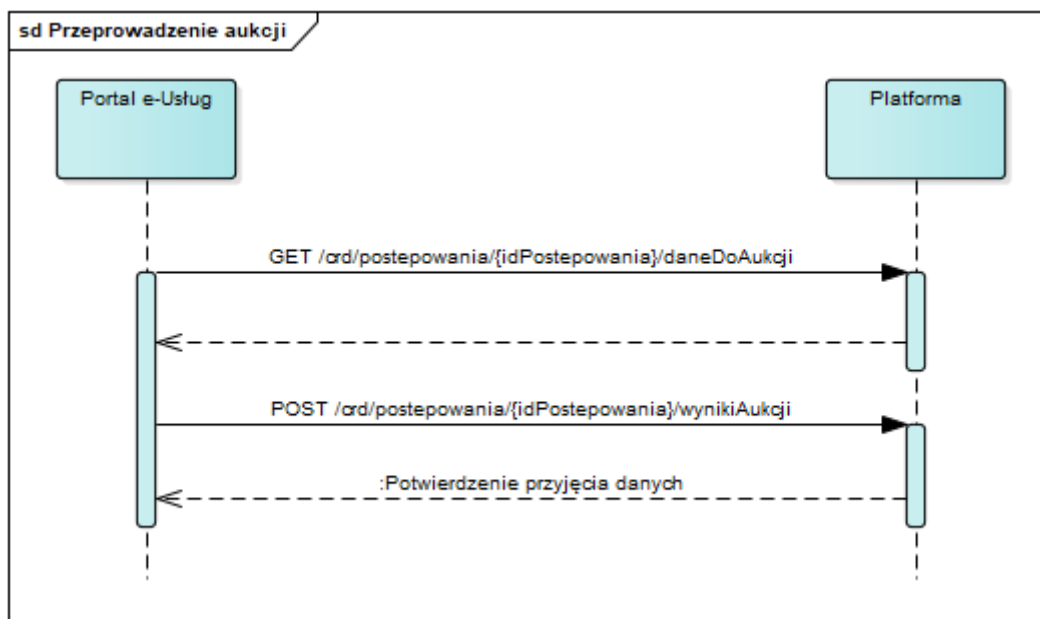 sd Przeprowadzenie aukcji
Portal e-Usług
Platforma
GET /crd/postepowania/{idPostepowania}/daneDoAukcji
POST /crd/postepowania/{idPostepowania}/wynikiAukcji
:Potwierdzenie przyjęcia danych